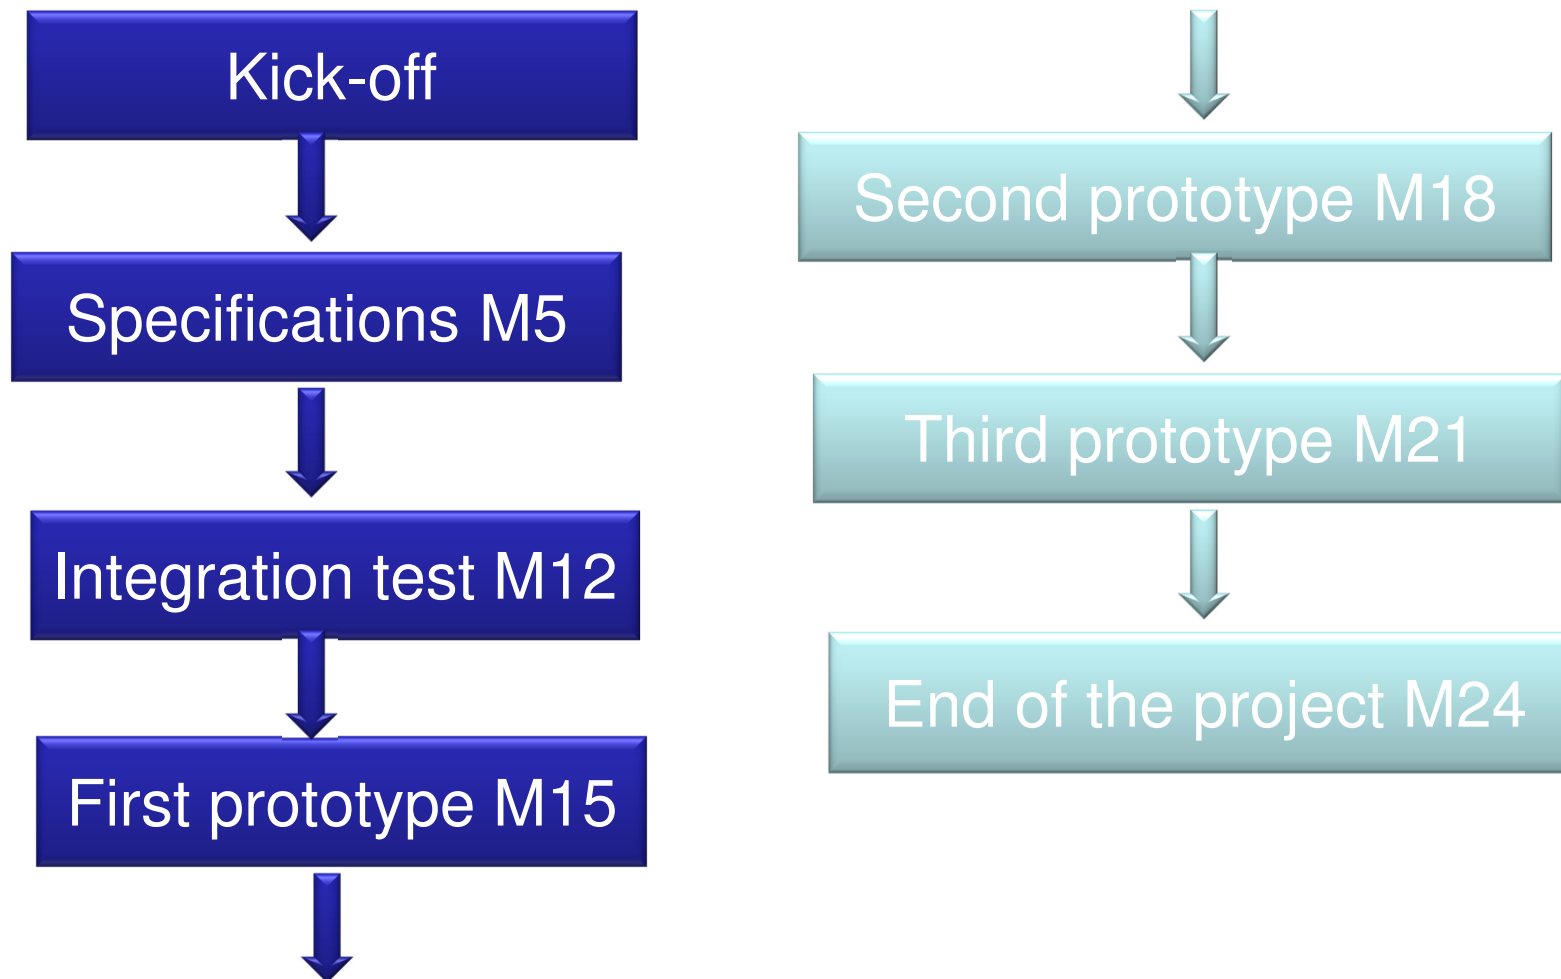 Kick-off
Specifications M5
Integration test M12
First prototype M15
Second prototype M18
Third prototype M21
End of the project M24